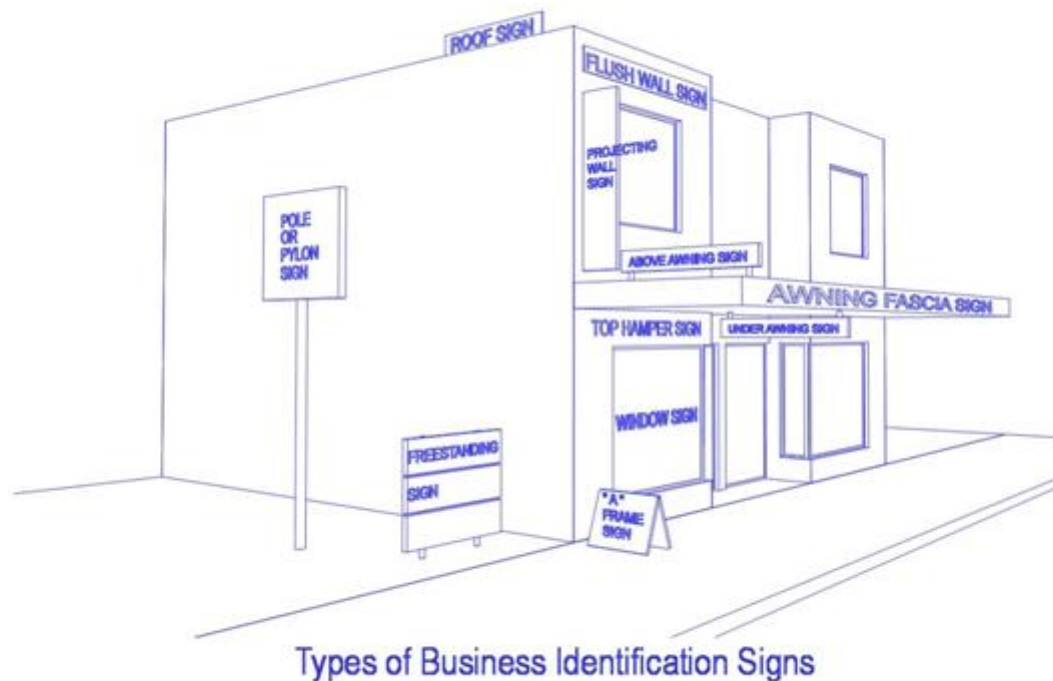 ROOF SIGN
FLUSH WALL SIGN
PROJECTING
WALL
SIGN
POLE
OR
PYLON
SIGN
ABOVE AWNING SIGN
AWNING FASCIA SIGN
TOP HAMPER SIGN
UNDER AWNING SIGN
WINDOW SIGN
FREESTANDING
SIGN
"A"
FRAME
SIGN
Types of Business Identification Signs